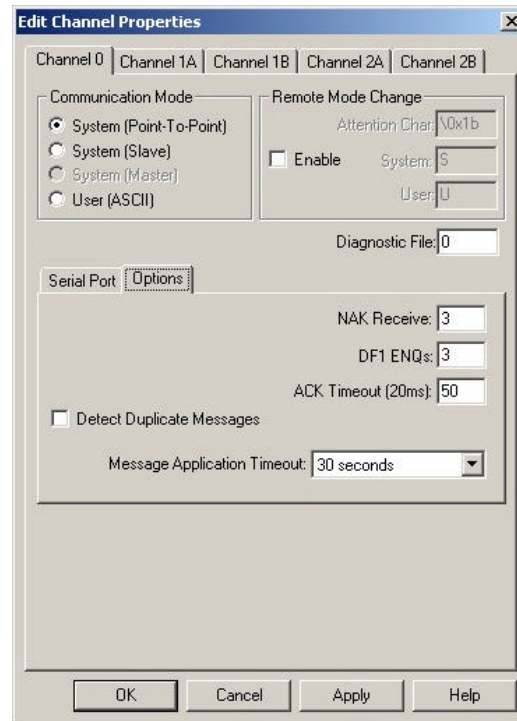 Edit Channel Properties
Channel 0 Channel 1A Channel 1B Channel 2A Channel 2B
Communication Mode
System (Point-To-Point)
System (Slave)
System (Master)
User (ASCII)
Remote Mode Change
Attention Char: \0x1b
Enable System: S
User: U
Diagnostic File: 0
Serial Port Options
NAK Receive: 3
DF1 ENQs: 3
ACK Timeout (20ms): 50
Detect Duplicate Messages
Message Application Timeout: 30 seconds
OK Cancel Apply Help